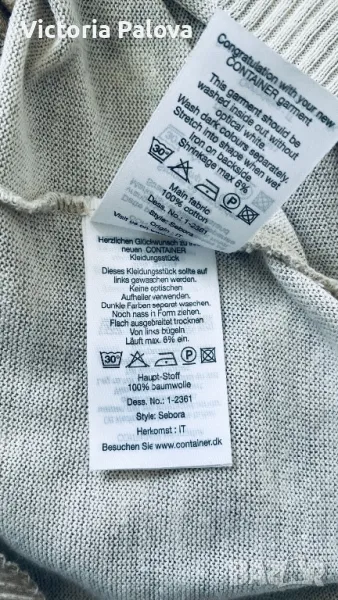 Victoria Palova
Congratulation with your new
CONTAINER garment
This garment should be
washed inside out without
optical white.
Wash dark colours separately.
Stretch into shape when wet.
Iron on backside
Shrinkage max 6%
30°
P
Main fabric
100% cotton
Dess. No.: 1-2361
Style: Sebora
Origin: IT
Herzlichen Glückwunsch zu
neuen CONTAINER
Kleidungsstück
Dieses Kleidungsstück sollte auf
links gewaschen werden.
Keine optischen
Aufheller verwenden.
Dunkle Farben separat waschen.
Noch nass in Form ziehen.
Flach ausgebreitet trocknen
Von links bügeln
Läuft max. 6% ein.
30°
P
Haupt-Stoff
100% baumwolle
Dess. No.: 1-2361
Style: Sebora
Herkomst : IT
Besuchen Sie www.container.dk